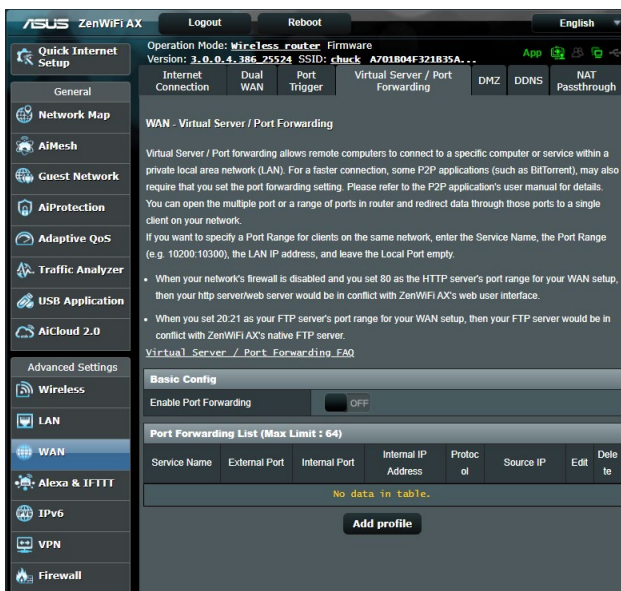 ASUS ZenWiFi AX Logout Reboot English
Quick Internet
Setup
General
Network Map
AiMesh
Guest Network
AiProtection
Adaptive QoS
Traffic Analyzer
USB Application
AiCloud 2.0
Advanced Settings
Wireless
LAN
WAN
Alexa & IFTTT
IPv6
VPN
Firewall
Operation Mode: Wireless router Firmware
Version: 3.0.0.4.386_25524 SSID: chuck A701B04F321B35A...
App
Internet
Connection
Dual
WAN
Port
Trigger
Virtual Server / Port
Forwarding
DMZ
DDNS
NAT
Passthrough
WAN - Virtual Server / Port Forwarding
Virtual Server / Port forwarding allows remote computers to connect to a specific computer or service within a
private local area network (LAN). For a faster connection, some P2P applications (such as BitTorrent), may also
require that you set the port forwarding setting. Please refer to the P2P application's user manual for details.
You can open the multiple port or a range of ports in router and redirect data through those ports to a single
client on your network.
If you want to specify a Port Range for clients on the same network, enter the Service Name, the Port Range
(e.g. 10200:10300), the LAN IP address, and leave the Local Port empty.
• When your network's firewall is disabled and you set 80 as the HTTP server's port range for your WAN setup,
then your http server/web server would be in conflict with ZenWiFi AX's web user interface.
• When you set 20:21 as your FTP server's port range for your WAN setup, then your FTP server would be in
conflict with ZenWiFi AX's native FTP server.
Virtual Server / Port Forwarding FAQ
Basic Config
Enable Port Forwarding OFF
Port Forwarding List (Max Limit : 64)
Service Name
External Port
Internal Port
Internal IP
Address
Protoc
ol
Source IP
Edit
Dele
te
No data in table.
Add profile